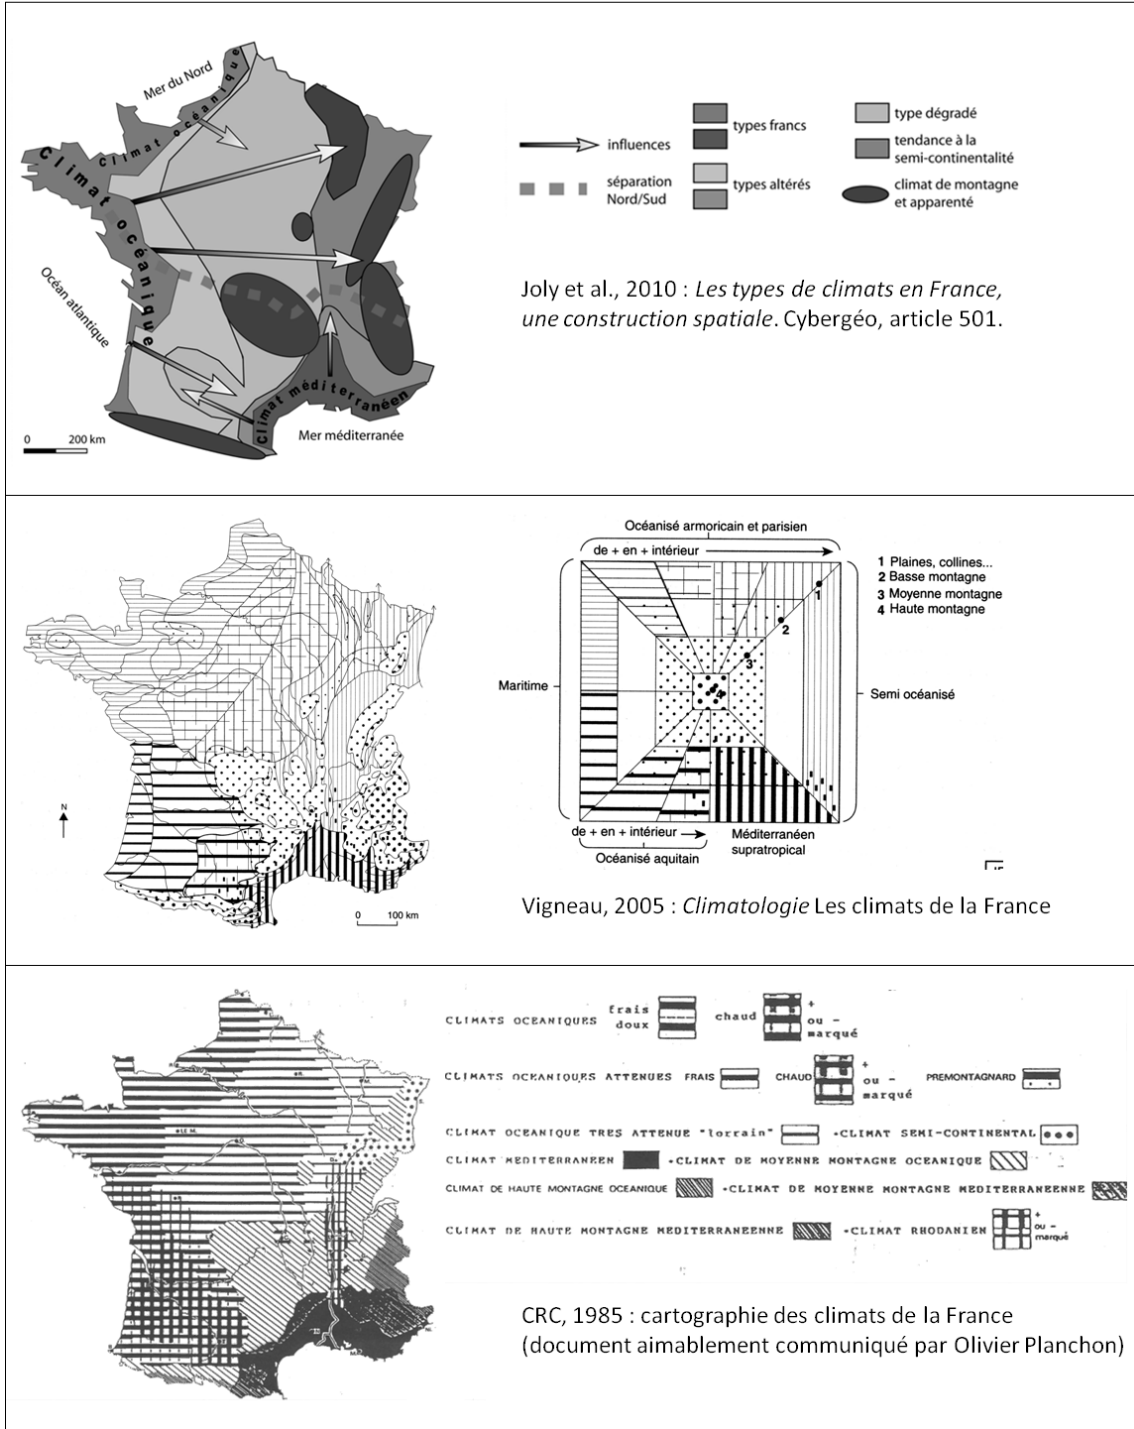 Mer du Nord
Climat océanique
Climat océanique
Océan atlantique
Climat méditerranéen
Mer méditerranée
0 200 km
influences
séparation
Nord/Sud
types francs
types altérés
type dégradé
tendance à la
semi-continentalité
climat de montagne
et apparenté
Joly et al., 2010 : Les types de climats en France,
une construction spatiale. Cybergéo, article 501.
N
0 100 km
Océanisé armoricain et parisien
de + en + intérieur
1 Plaines, collines...
2 Basse montagne
3 Moyenne montagne
4 Haute montagne
1
2
3
4
Maritime
Semi océanisé
de + en + intérieur
Océanisé aquitain
Méditerranéen
supratropical
Vigneau, 2005 : Climatologie Les climats de la France
CLIMATS OCEANIQUES
frais
doux
chaud
+
ou -
marqué
CLIMATS OCEANIQUES ATTENUES FRAIS
CHAUD
+
ou -
marqué
PREMONTAGNARD
CLIMAT OCEANIQUE TRES ATTENUE "lorrain"
•CLIMAT SEMI-CONTINENTAL
CLIMAT MEDITERRANEEN
•CLIMAT DE MOYENNE MONTAGNE OCEANIQUE
CLIMAT DE HAUTE MONTAGNE OCEANIQUE
•CLIMAT DE MOYENNE MONTAGNE MEDITERRANEENNE
CLIMAT DE HAUTE MONTAGNE MEDITERRANEENNE
•CLIMAT RHODANIEN
+
ou -
marqué
CRC, 1985 : cartographie des climats de la France
(document aimablement communiqué par Olivier Planchon)